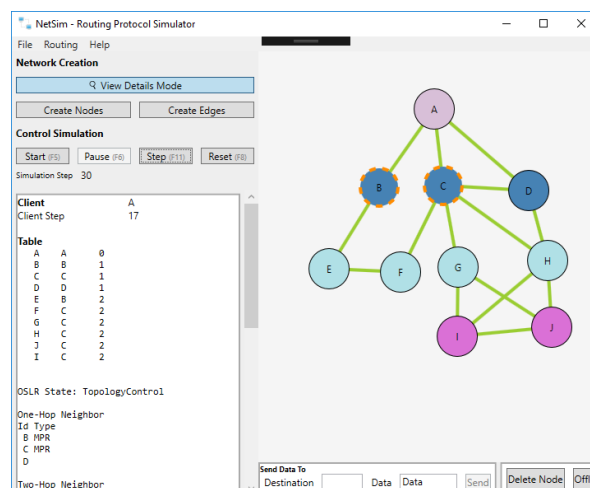 NetSim - Routing Protocol Simulator
File Routing Help
Network Creation
View Details Mode
Create Nodes Create Edges
Control Simulation
Start (F5) Pause (F6) Step (F11) Reset (F8)
Simulation Step 30
Client A
Client Step 17
Table
A A 0
B B 1
C C 1
D D 1
E B 2
F C 2
G C 2
H C 2
J C 2
I C 2
OSLR State: TopologyControl
One-Hop Neighbor
Id Type
B MPR
C MPR
D
Two-Hop Neighbor
A
B
C
D
E
F
G
H
I
J
Send Data To
Destination Data Data Send
Delete Node Offl